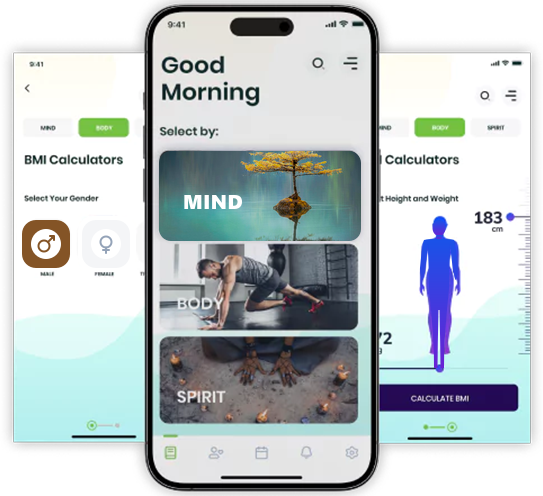 9:41
MIND
BODY
BMI Calculators
Select Your Gender
MALE
FEMALE
9:41
Good
Morning
Select by:
MIND
BODY
SPIRIT
BODY
SPIRIT
Calculators
Height and Weight
183
cm
CALCULATE BMI